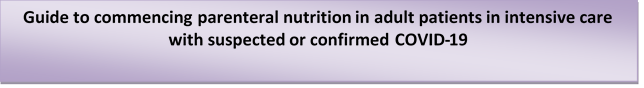 Guide to commencing parenteral nutrition in adult patients in intensive care
with suspected or confirmed COVID-19